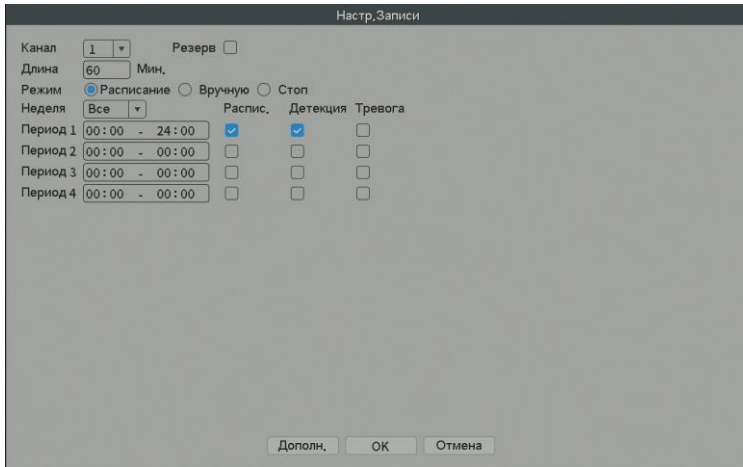 Настр.Записи
Канал 1 Резерв
Длина 60 Мин.
Режим Расписание Вручную Стоп
Неделя Все Распис. Детекция Тревога
Период 1 00:00 - 24:00
Период 2 00:00 - 00:00
Период 3 00:00 - 00:00
Период 4 00:00 - 00:00
Дополн. OK Отмена